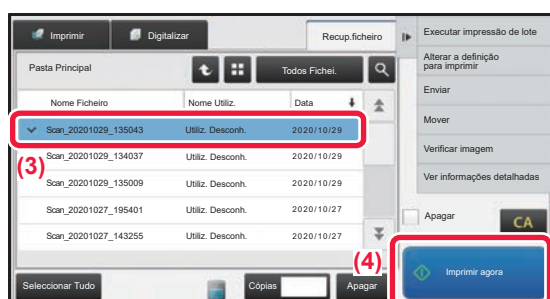 Imprimir
Digitalizar
Recup.ficheiro
Executar impressão de lote
Pasta Principal
Todos Fichei.
Alterar a definição
para imprimir
Enviar
Nome Ficheiro Nome Utiliz. Data
Mover
Scan_20201029_135043 Utiliz. Desconh. 2020/10/29
Verificar imagem
(3)
Scan_20201029_134037 Utiliz. Desconh. 2020/10/29
Ver informações detalhadas
Scan_20201029_135009 Utiliz. Desconh. 2020/10/29
Scan_20201027_195401 Utiliz. Desconh. 2020/10/27
Apagar
CA
Scan_20201027_143255 Utiliz. Desconh. 2020/10/27
(4)
Imprimir agora
Seleccionar Tudo
Cópias
Apagar